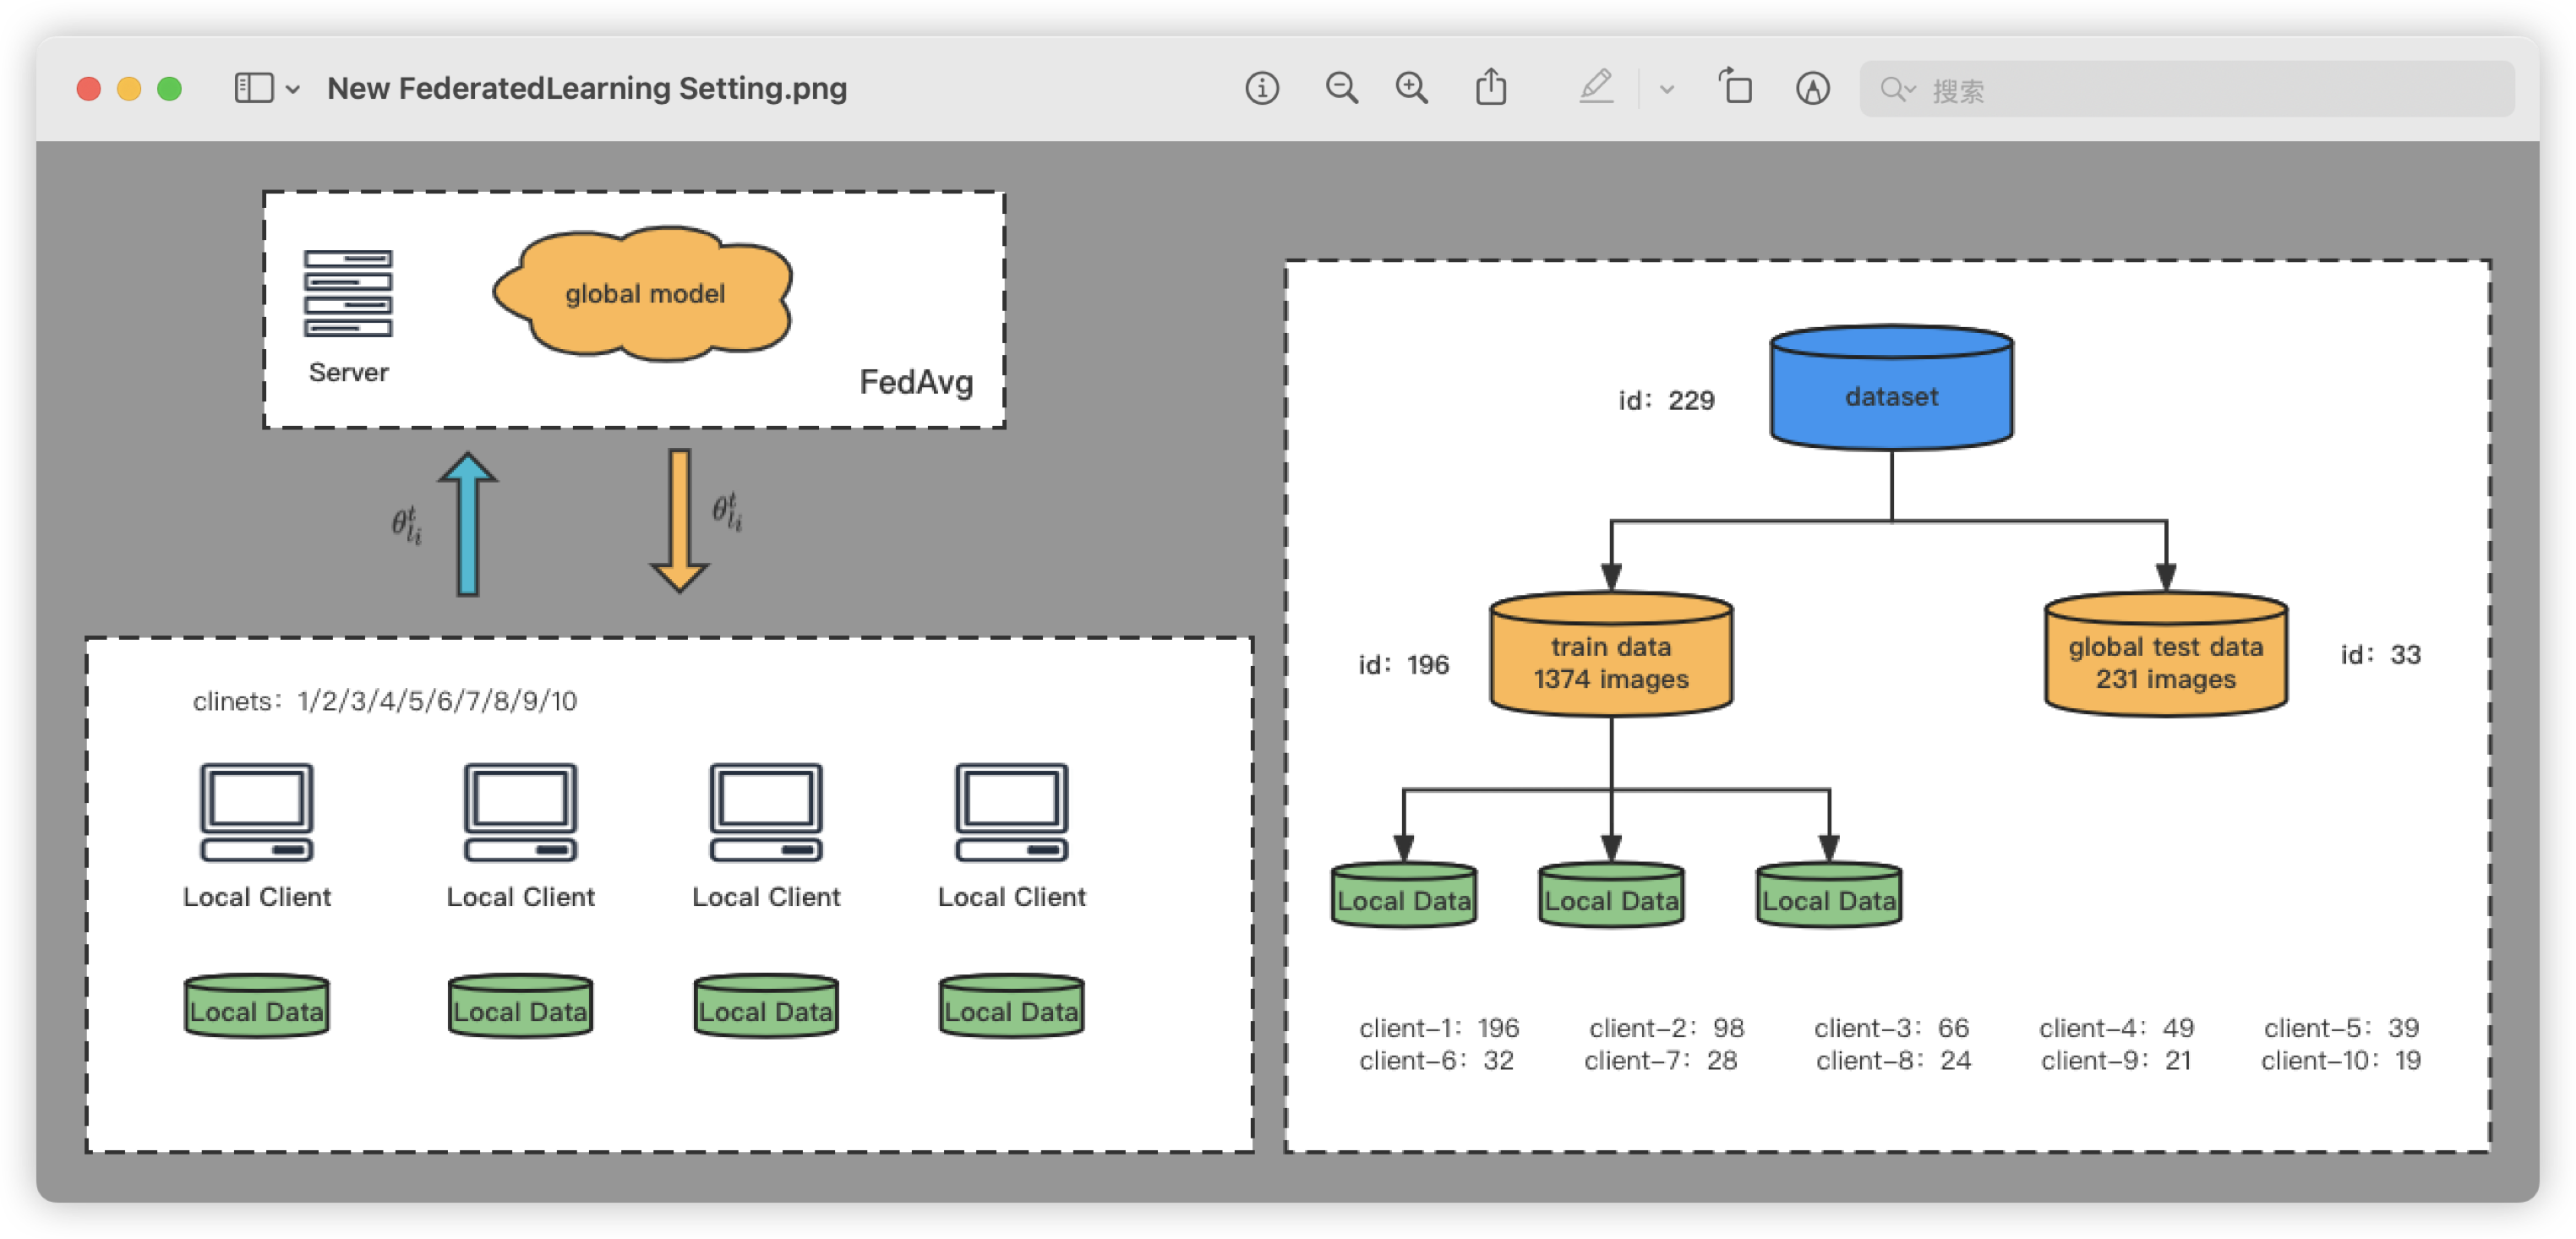 New FederatedLearning Setting.png
搜索
global model
Server
FedAvg
θ_{l_i}^t
θ_{l_i}^t
clinets: 1/2/3/4/5/6/7/8/9/10
Local Client Local Client Local Client Local Client
Local Data Local Data Local Data Local Data
dataset
id: 229
train data
1374 images
id: 196
global test data
231 images
id: 33
Local Data Local Data Local Data
client-1: 196 client-2: 98 client-3: 66 client-4: 49 client-5: 39
client-6: 32 client-7: 28 client-8: 24 client-9: 21 client-10: 19